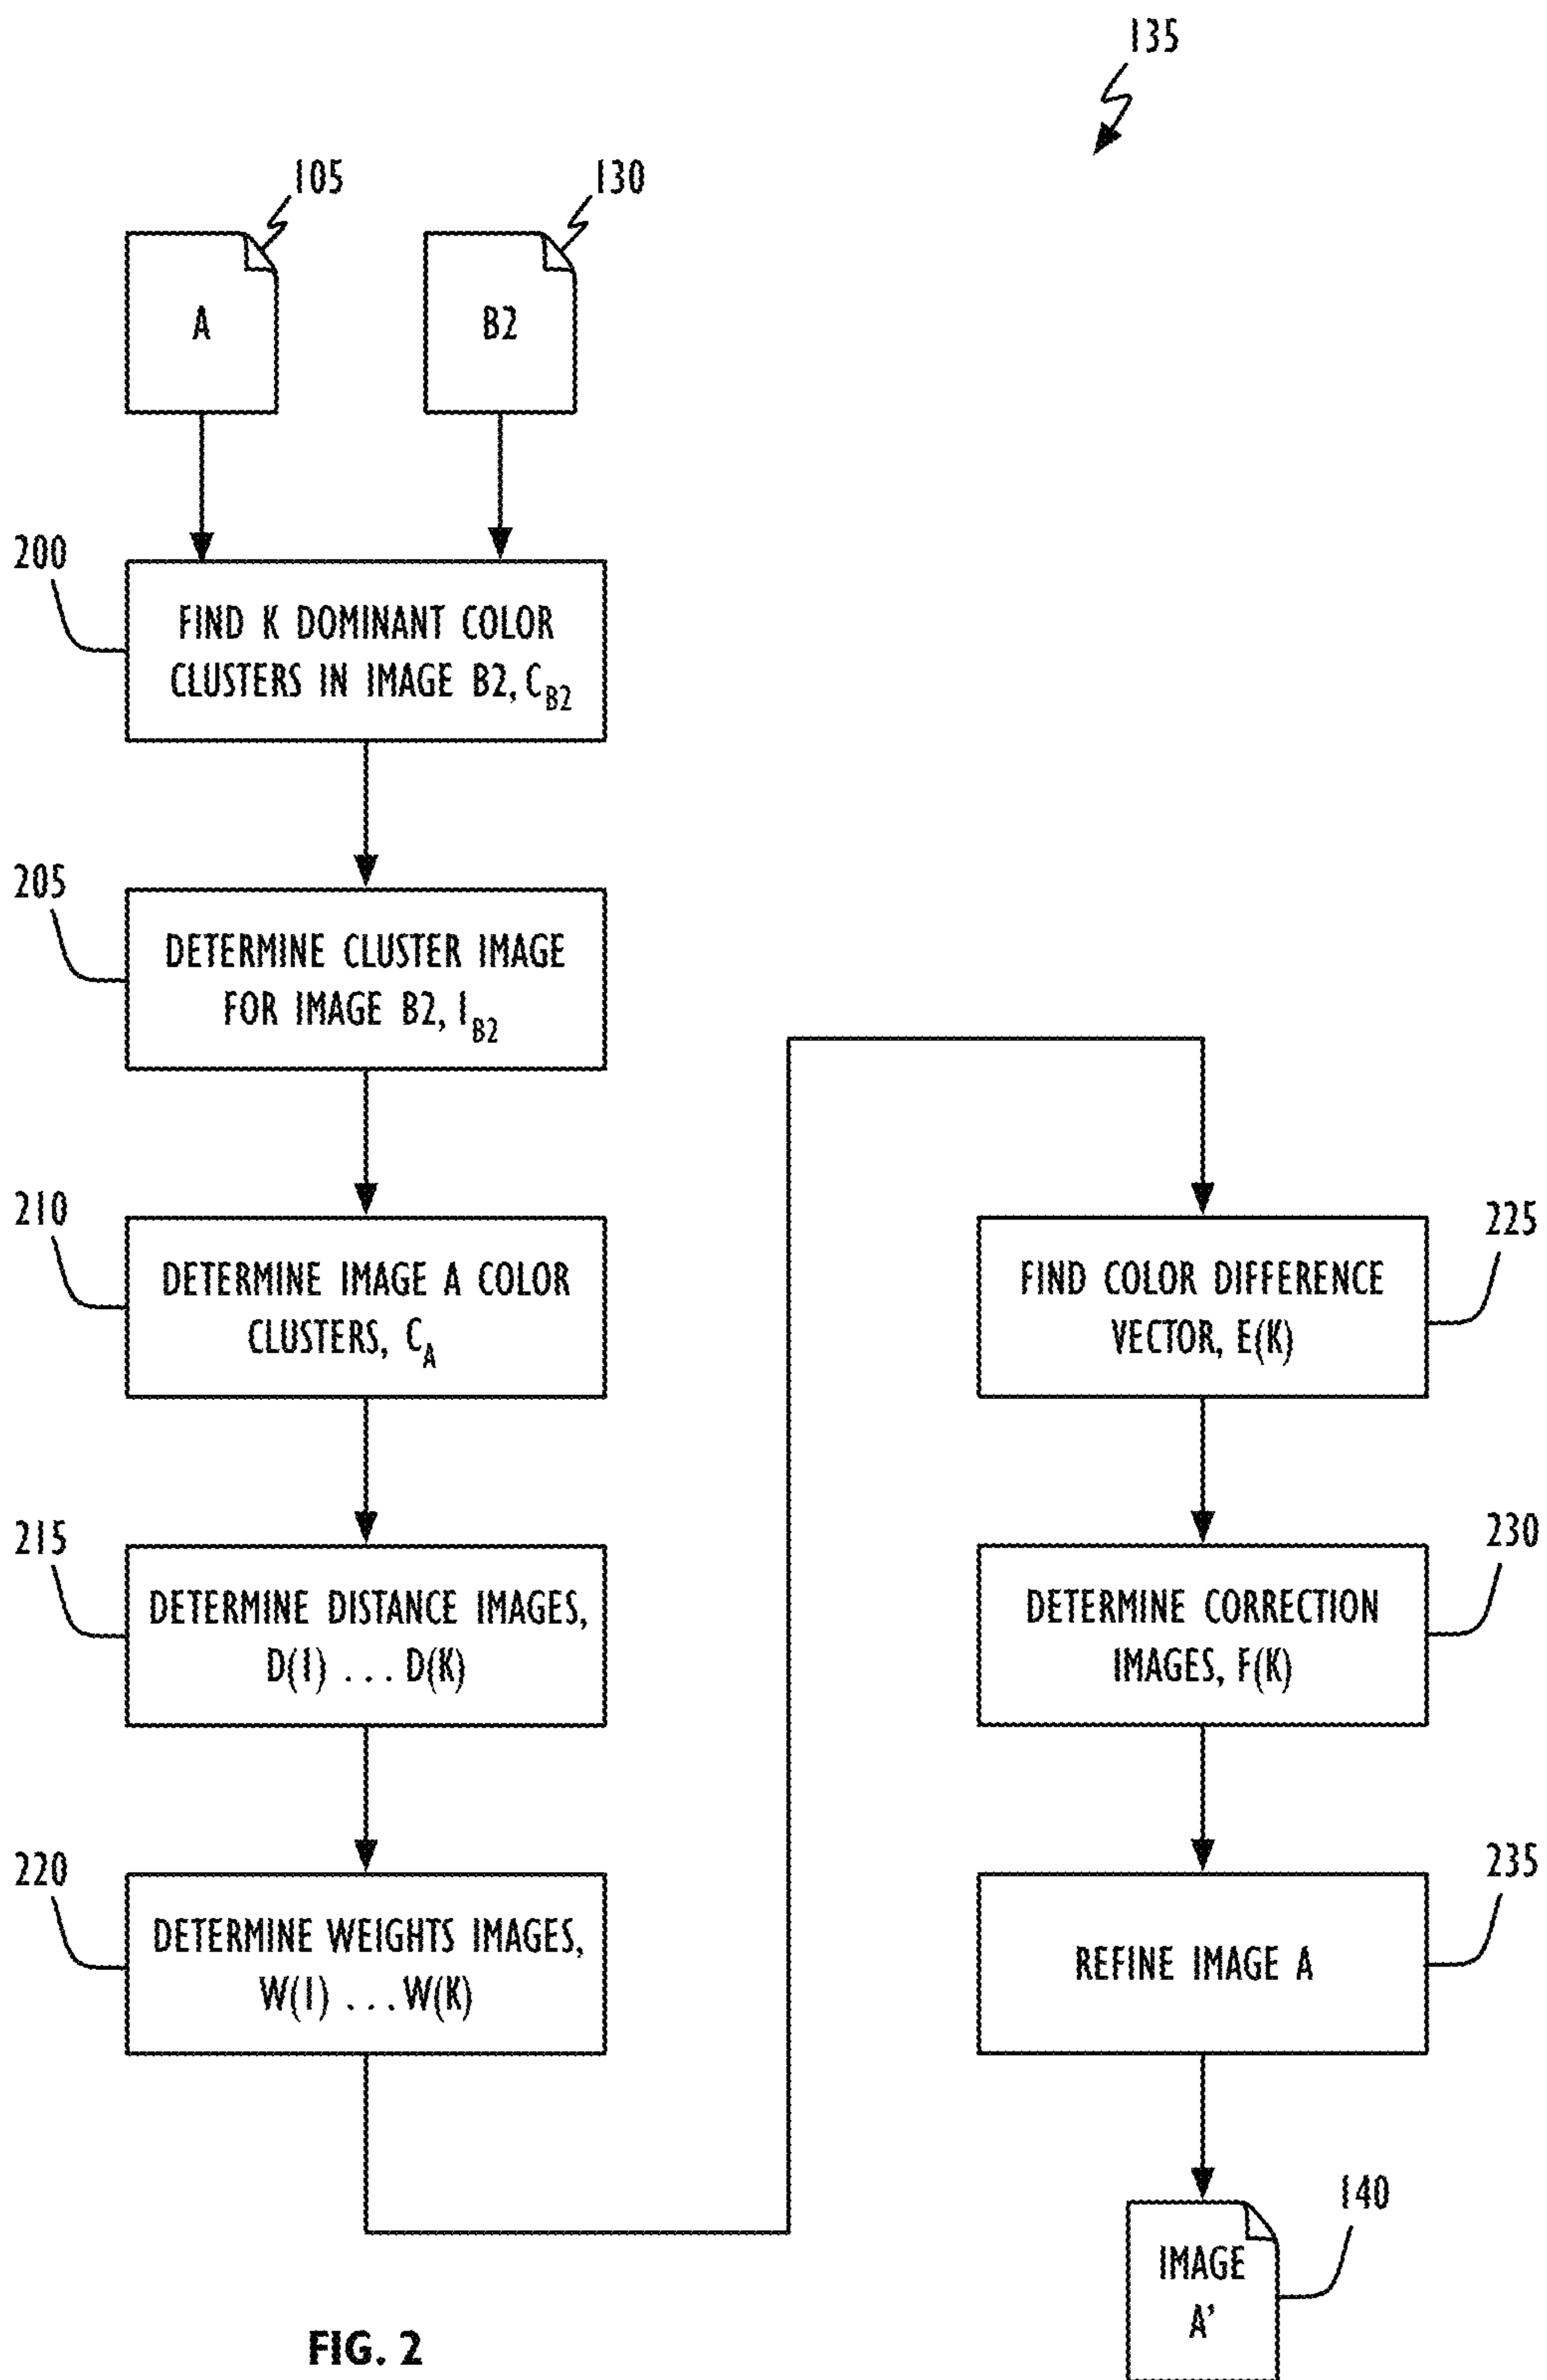 135
105
130
A
B2
200
FIND K DOMINANT COLOR
CLUSTERS IN IMAGE B2, C_B2
205
DETERMINE CLUSTER IMAGE
FOR IMAGE B2, I_B2
210
DETERMINE IMAGE A COLOR
CLUSTERS, C_A
215
DETERMINE DISTANCE IMAGES,
D(1) ... D(K)
220
DETERMINE WEIGHTS IMAGES,
W(1) ... W(K)
225
FIND COLOR DIFFERENCE
VECTOR, E(K)
230
DETERMINE CORRECTION
IMAGES, F(K)
235
REFINE IMAGE A
140
IMAGE
A'
FIG. 2